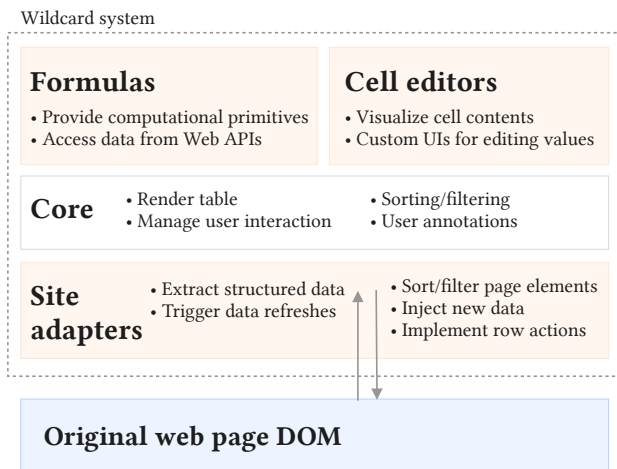 Wildcard system
Formulas
• Provide computational primitives
• Access data from Web APIs
Cell editors
• Visualize cell contents
• Custom UIs for editing values
Core
• Render table
• Manage user interaction
• Sorting/filtering
• User annotations
Site
adapters
• Extract structured data
• Trigger data refreshes
• Sort/filter page elements
• Inject new data
• Implement row actions
Original web page DOM